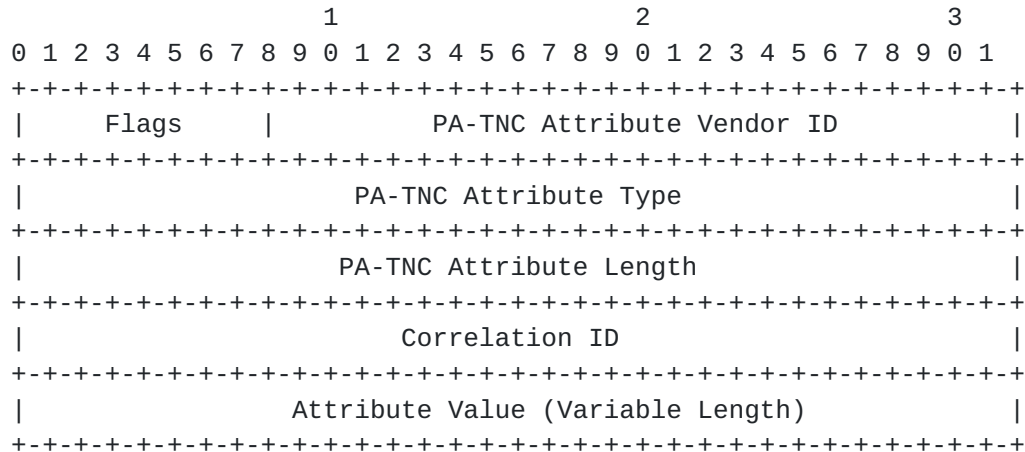 1                   2                   3
0 1 2 3 4 5 6 7 8 9 0 1 2 3 4 5 6 7 8 9 0 1 2 3 4 5 6 7 8 9 0 1
+-+-+-+-+-+-+-+-+-+-+-+-+-+-+-+-+-+-+-+-+-+-+-+-+-+-+-+-+-+-+-+-+
|     Flags     |          PA-TNC Attribute Vendor ID           |
+-+-+-+-+-+-+-+-+-+-+-+-+-+-+-+-+-+-+-+-+-+-+-+-+-+-+-+-+-+-+-+-+
|                     PA-TNC Attribute Type                     |
+-+-+-+-+-+-+-+-+-+-+-+-+-+-+-+-+-+-+-+-+-+-+-+-+-+-+-+-+-+-+-+-+
|                    PA-TNC Attribute Length                    |
+-+-+-+-+-+-+-+-+-+-+-+-+-+-+-+-+-+-+-+-+-+-+-+-+-+-+-+-+-+-+-+-+
|                        Correlation ID                         |
+-+-+-+-+-+-+-+-+-+-+-+-+-+-+-+-+-+-+-+-+-+-+-+-+-+-+-+-+-+-+-+-+
|                 Attribute Value (Variable Length)             |
+-+-+-+-+-+-+-+-+-+-+-+-+-+-+-+-+-+-+-+-+-+-+-+-+-+-+-+-+-+-+-+-+